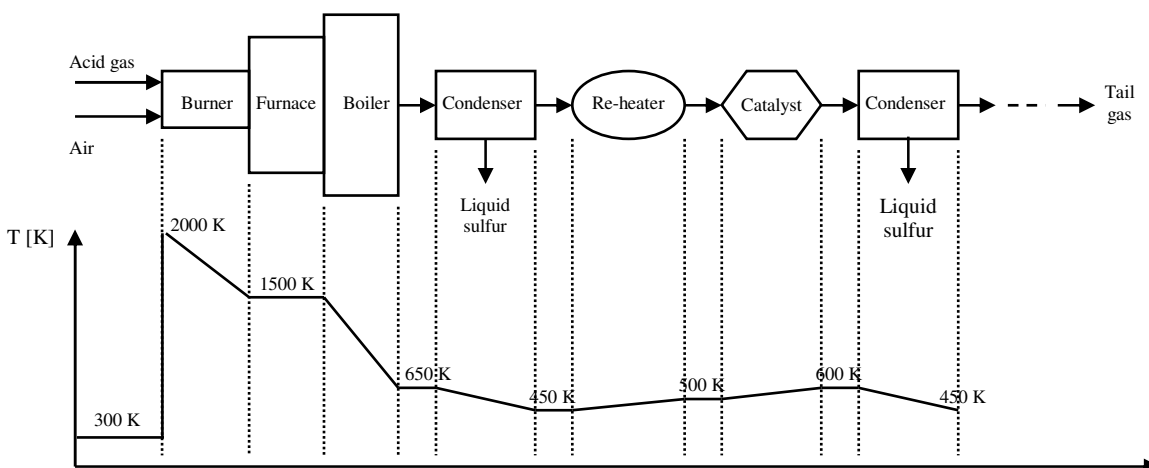 Acid gas
Air
Burner
Furnace
Boiler
Condenser
Re-heater
Catalyst
Condenser
Tail
gas
Liquid
sulfur
Liquid
sulfur
T [K]
2000 K
1500 K
650 K
450 K
500 K
600 K
450 K
300 K